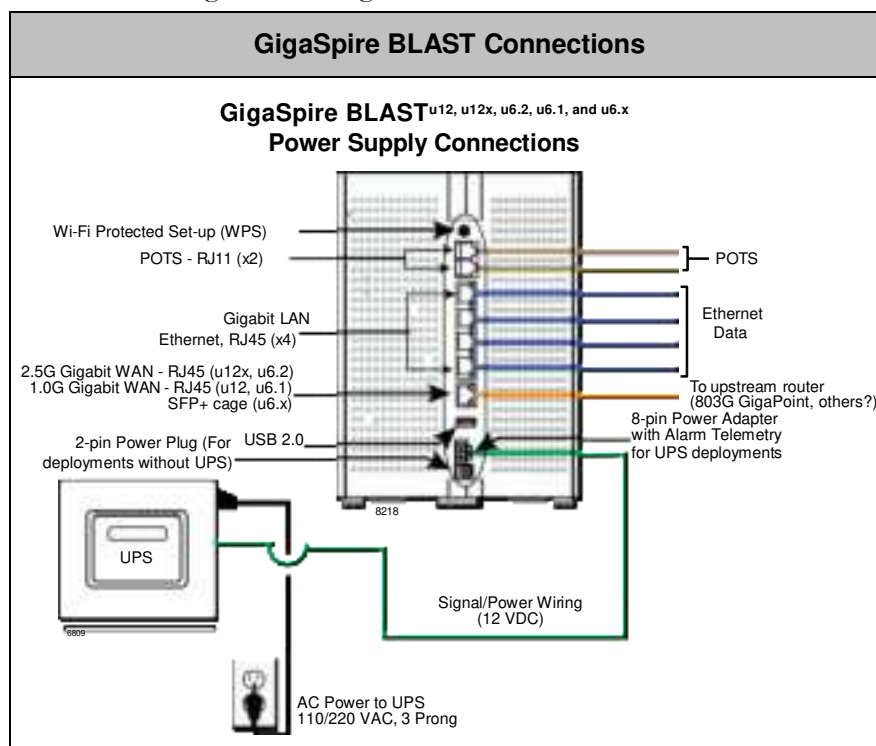 GigaSpire BLAST Connections
GigaSpire BLAST u12, u12x, u6.2, u6.1, and u6.x
Power Supply Connections
Wi-Fi Protected Set-up (WPS)
POTS - RJ11 (x2)
POTS
Gigabit LAN
Ethernet, RJ45 (x4)
Ethernet
Data
2.5G Gigabit WAN - RJ45 (u12x, u6.2)
1.0G Gigabit WAN - RJ45 (u12, u6.1)
SFP+ cage (u6.x)
To upstream router
(803G GigaPoint, others?)
USB 2.0
2-pin Power Plug (For
deployments without UPS)
8-pin Power Adapter
with Alarm Telemetry
for UPS deployments
8218
UPS
6809
Signal/Power Wiring
(12 VDC)
AC Power to UPS
110/220 VAC, 3 Prong